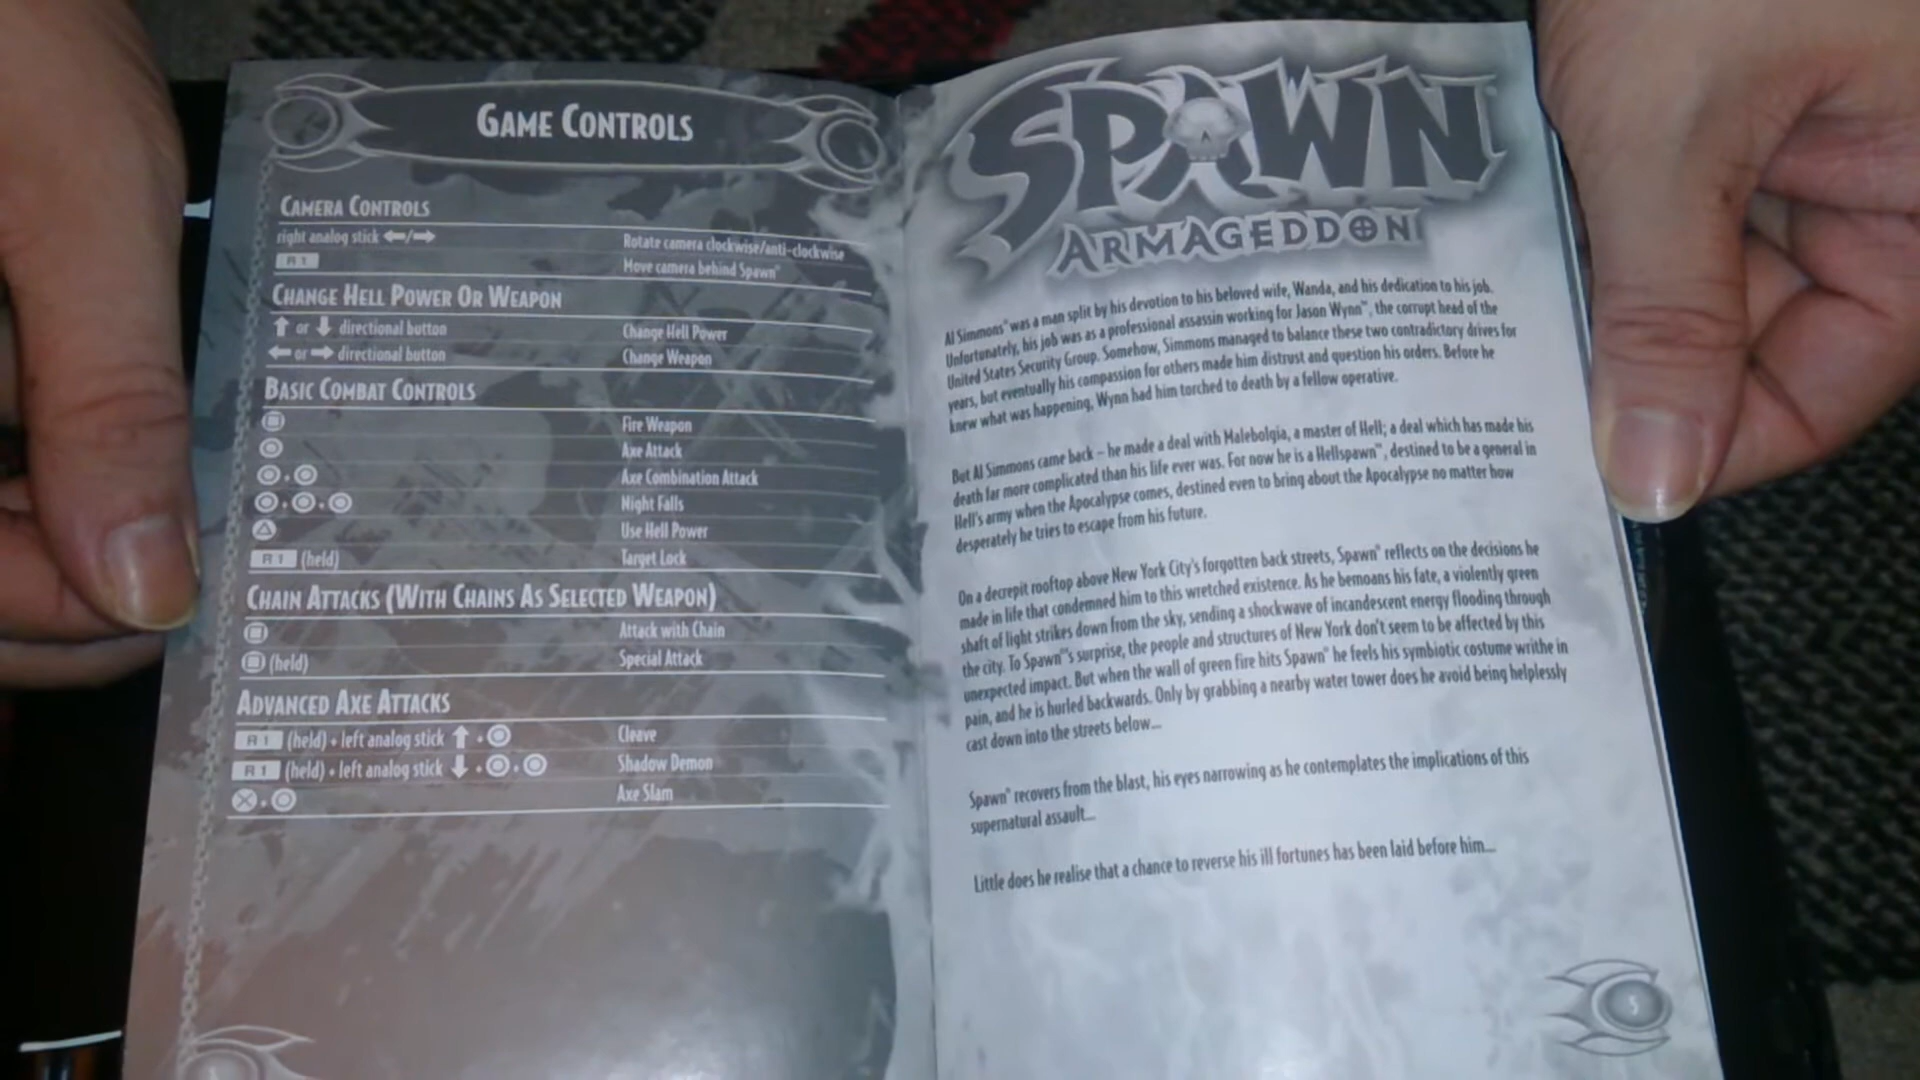 GAME CONTROLS
CAMERA CONTROLS
right analog stick ←/→ Rotate camera clockwise/anti-clockwise
R1 Move camera behind Spawn™
CHANGE HELL POWER OR WEAPON
↑ or ↓ directional button Change Hell Power
← or → directional button Change Weapon
BASIC COMBAT CONTROLS
□ Fire Weapon
○ Axe Attack
○ + ○ Axe Combination Attack
○ + ○ + ○ Night Falls
△ Use Hell Power
R1 (held) Target Lock
CHAIN ATTACKS (WITH CHAINS AS SELECTED WEAPON)
□ Attack with Chain
□ (held) Special Attack
ADVANCED AXE ATTACKS
R1 (held) + left analog stick ↑ + ○ Cleave
R1 (held) + left analog stick ↓ + ○ + ○ Shadow Demon
✕ + ○ Axe Slam
SPAWN
ARMAGEDDON
Al Simmons™ was a man split by his devotion to his beloved wife, Wanda, and his dedication to his job.
Unfortunately, his job was as a professional assassin working for Jason Wynn™, the corrupt head of the
United States Security Group. Somehow, Simmons managed to balance these two contradictory drives for
years, but eventually his compassion for others made him distrust and question his orders. Before he
knew what was happening, Wynn had him torched to death by a fellow operative.
But Al Simmons came back – he made a deal with Malebolgia, a master of Hell; a deal which has made his
death far more complicated than his life ever was. For now he is a Hellspawn™, destined to be a general in
Hell's army when the Apocalypse comes, destined even to bring about the Apocalypse no matter how
desperately he tries to escape from his future.
On a decrepit rooftop above New York City's forgotten back streets, Spawn® reflects on the decisions he
made in life that condemned him to this wretched existence. As he bemoans his fate, a violently green
shaft of light strikes down from the sky, sending a shockwave of incandescent energy flooding through
the city. To Spawn®'s surprise, the people and structures of New York don't seem to be affected by this
unexpected impact. But when the wall of green fire hits Spawn® he feels his symbiotic costume writhe in
pain, and he is hurled backwards. Only by grabbing a nearby water tower does he avoid being helplessly
cast down into the streets below...
Spawn® recovers from the blast, his eyes narrowing as he contemplates the implications of this
supernatural assault...
Little does he realise that a chance to reverse his ill fortunes has been laid before him...
5